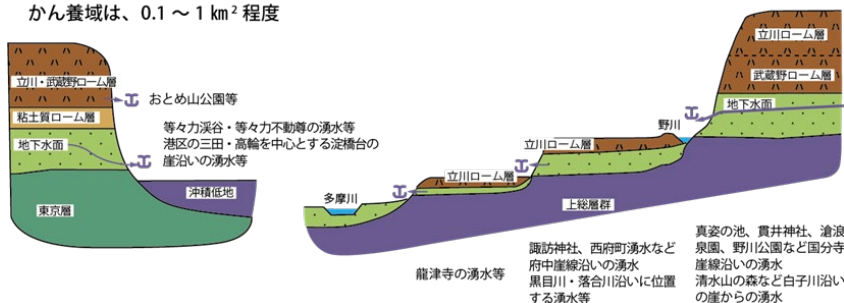 かん養域は、0.1 ～ 1 km² 程度
立川・武蔵野ローム層
おとめ山公園等
粘土質ローム層
等々力渓谷・等々力不動尊の湧水等
港区の三田・高輪を中心とする淀橋台の
崖沿いの湧水等
地下水面
沖積低地
東京層
立川ローム層
武蔵野ローム層
地下水面
野川
立川ローム層
立川ローム層
多摩川
上総層群
龍津寺の湧水等
諏訪神社、西府町湧水など
府中崖線沿いの湧水
黒目川・落合川沿いに位置
する湧水等
真姿の池、貫井神社、滄浪
泉園、野川公園など国分寺
崖線沿いの湧水
清水山の森など白子川沿い
の崖からの湧水